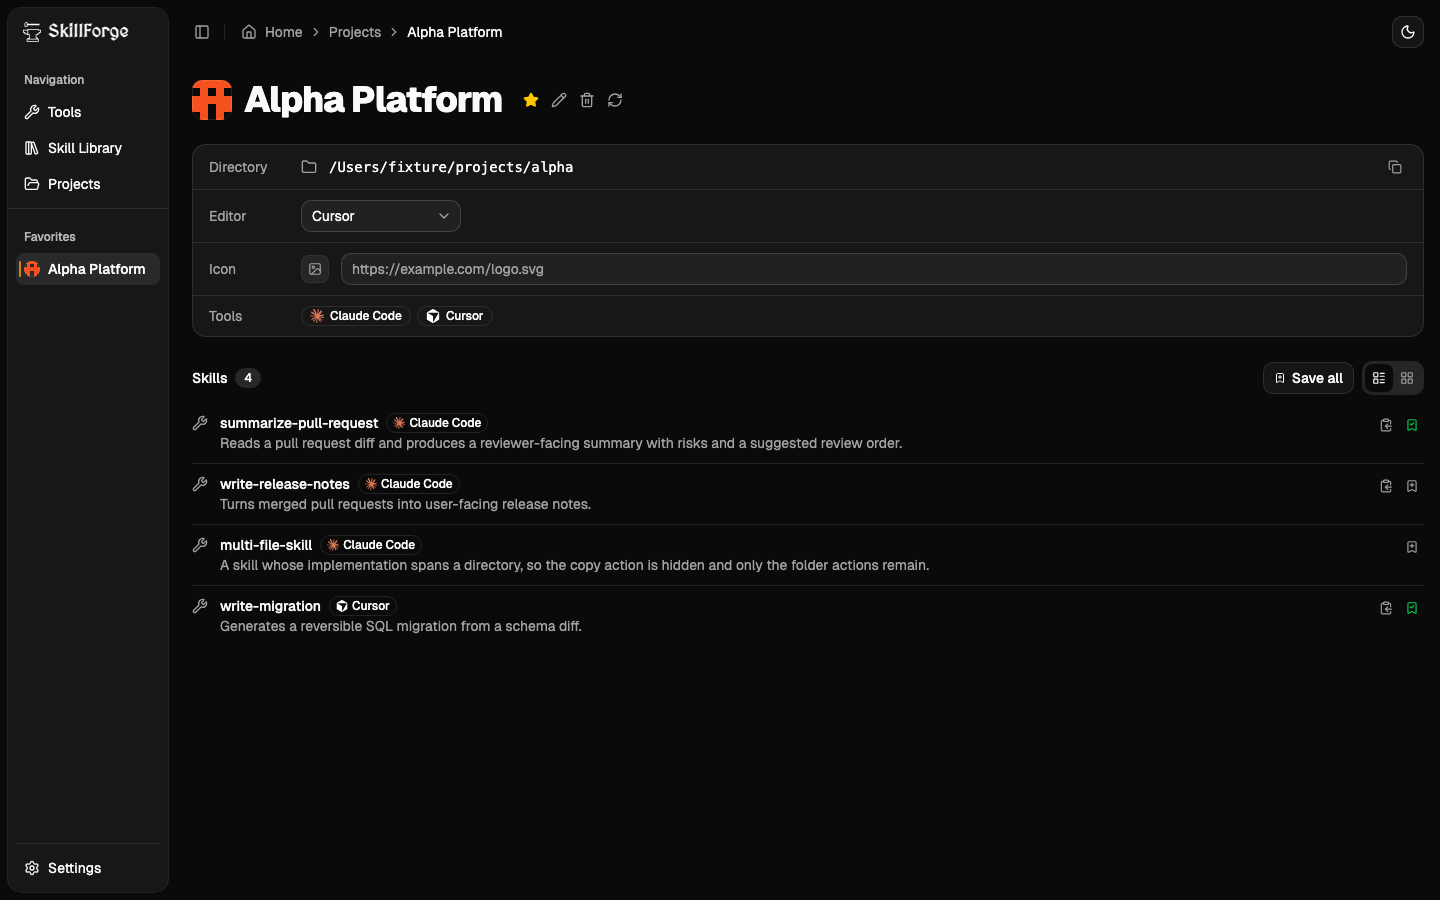 SkillForge
Home
Projects
Alpha Platform
Navigation
Tools
Skill Library
Projects
Favorites
Alpha Platform
Settings
Alpha Platform
Directory
/Users/fixture/projects/alpha
Editor
Cursor
Icon
https://example.com/logo.svg
Tools
Claude Code
Cursor
Skills 4
Save all
summarize-pull-request Claude Code
Reads a pull request diff and produces a reviewer-facing summary with risks and a suggested review order.
write-release-notes Claude Code
Turns merged pull requests into user-facing release notes.
multi-file-skill Claude Code
A skill whose implementation spans a directory, so the copy action is hidden and only the folder actions remain.
write-migration Cursor
Generates a reversible SQL migration from a schema diff.